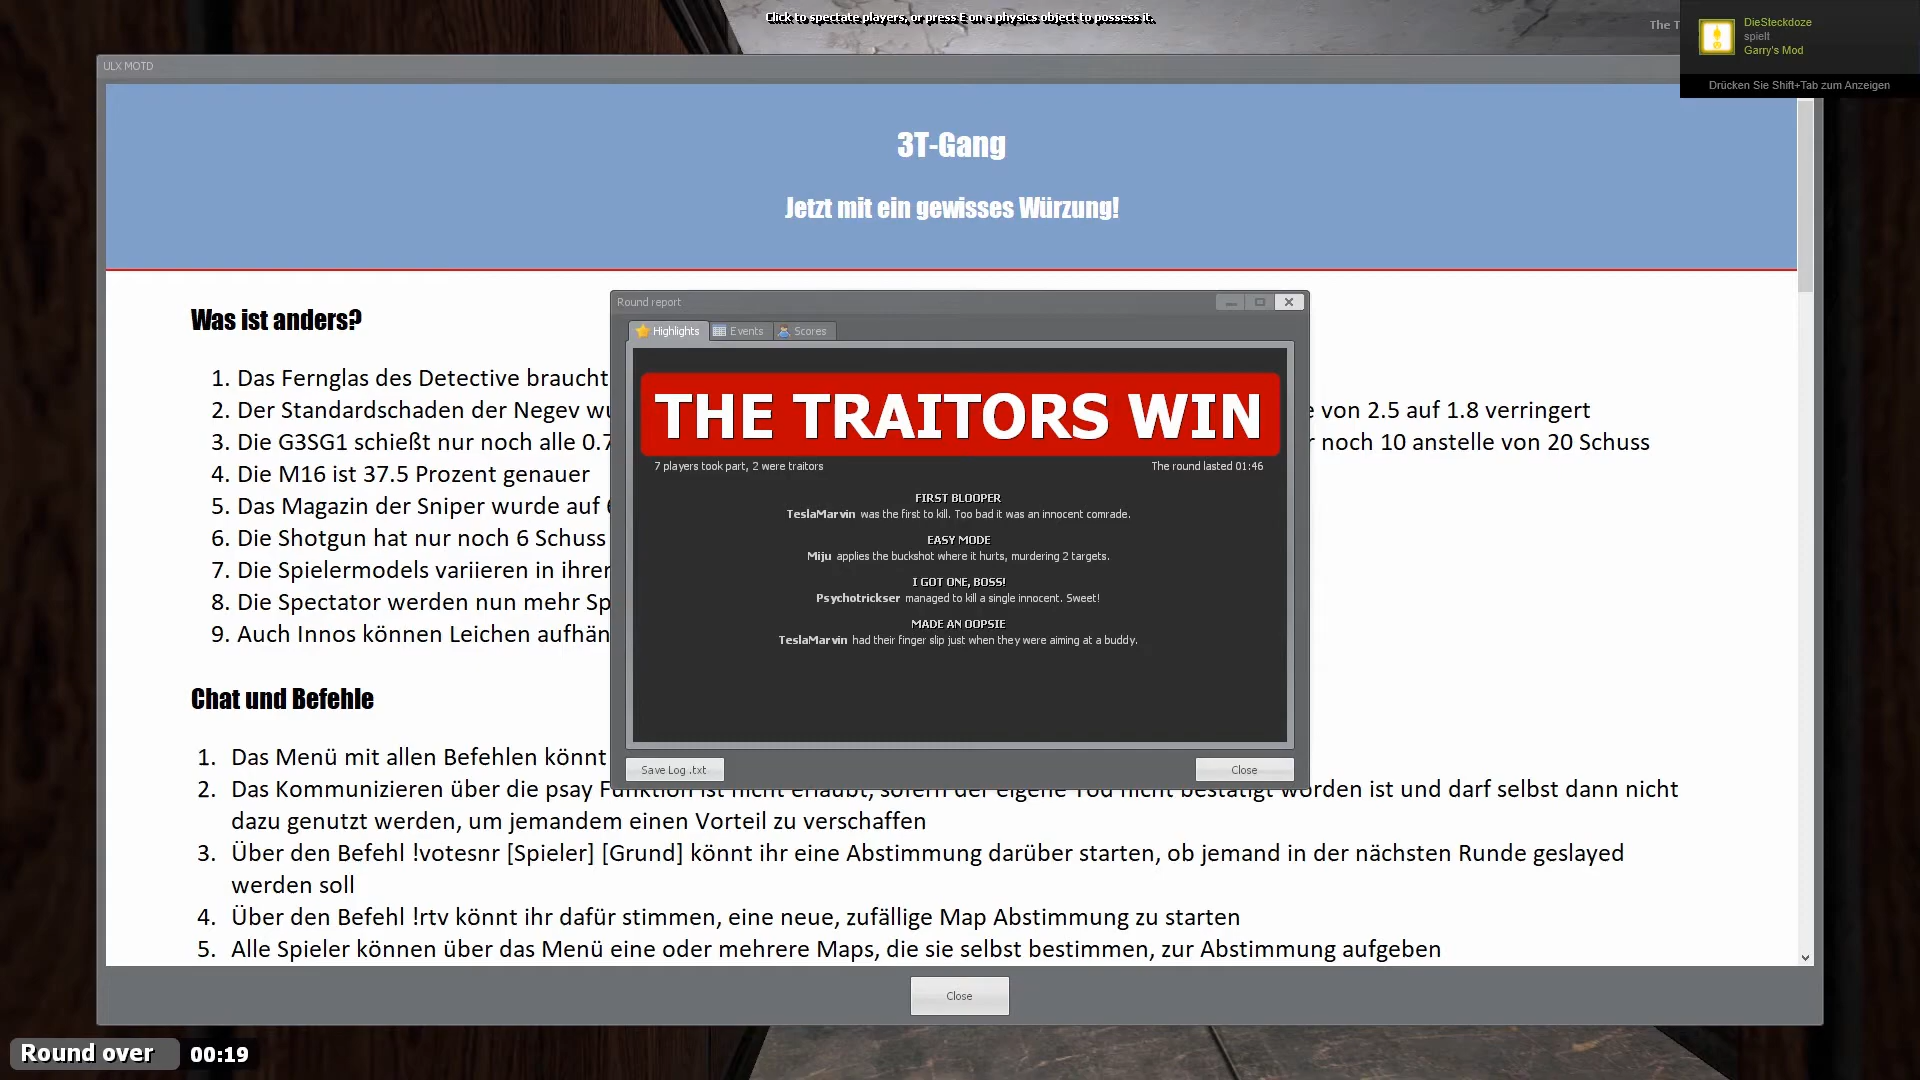 Click to spectate players, or press E on a physics object to possess it.
The T
DieSteckdoze
spielt
Garry's Mod
Drücken Sie Shift+Tab zum Anzeigen
ULX MOTD
3T-Gang
Jetzt mit ein gewisses Würzung!
Was ist anders?
1. Das Fernglas des Detective braucht
2. Der Standardschaden der Negev wu
von 2.5 auf 1.8 verringert
3. Die G3SG1 schießt nur noch alle 0.7
noch 10 anstelle von 20 Schuss
4. Die M16 ist 37.5 Prozent genauer
5. Das Magazin der Sniper wurde auf
6. Die Shotgun hat nur noch 6 Schuss
7. Die Spielermodels variieren in ihrer
8. Die Spectator werden nun mehr Sp
9. Auch Innos können Leichen aufhän
Round report
Highlights
Events
Scores
THE TRAITORS WIN
7 players took part, 2 were traitors
The round lasted 01:46
FIRST BLOOPER
TeslaMarvin was the first to kill. Too bad it was an innocent comrade.
EASY MODE
Miju applies the buckshot where it hurts, murdering 2 targets.
I GOT ONE, BOSS!
Psychotrickser managed to kill a single innocent. Sweet!
MADE AN OOPSIE
TeslaMarvin had their finger slip just when they were aiming at a buddy.
Save Log .txt
Close
Chat und Befehle
1. Das Menü mit allen Befehlen könnt
2. Das Kommunizieren über die psay Funktion ist nicht erlaubt, sofern der eigene Tod nicht bestätigt worden ist und darf selbst dann nicht
dazu genutzt werden, um jemandem einen Vorteil zu verschaffen
3. Über den Befehl !votesnr [Spieler] [Grund] könnt ihr eine Abstimmung darüber starten, ob jemand in der nächsten Runde geslayed
werden soll
4. Über den Befehl !rtv könnt ihr dafür stimmen, eine neue, zufällige Map Abstimmung zu starten
5. Alle Spieler können über das Menü eine oder mehrere Maps, die sie selbst bestimmen, zur Abstimmung aufgeben
Close
Round over
00:19